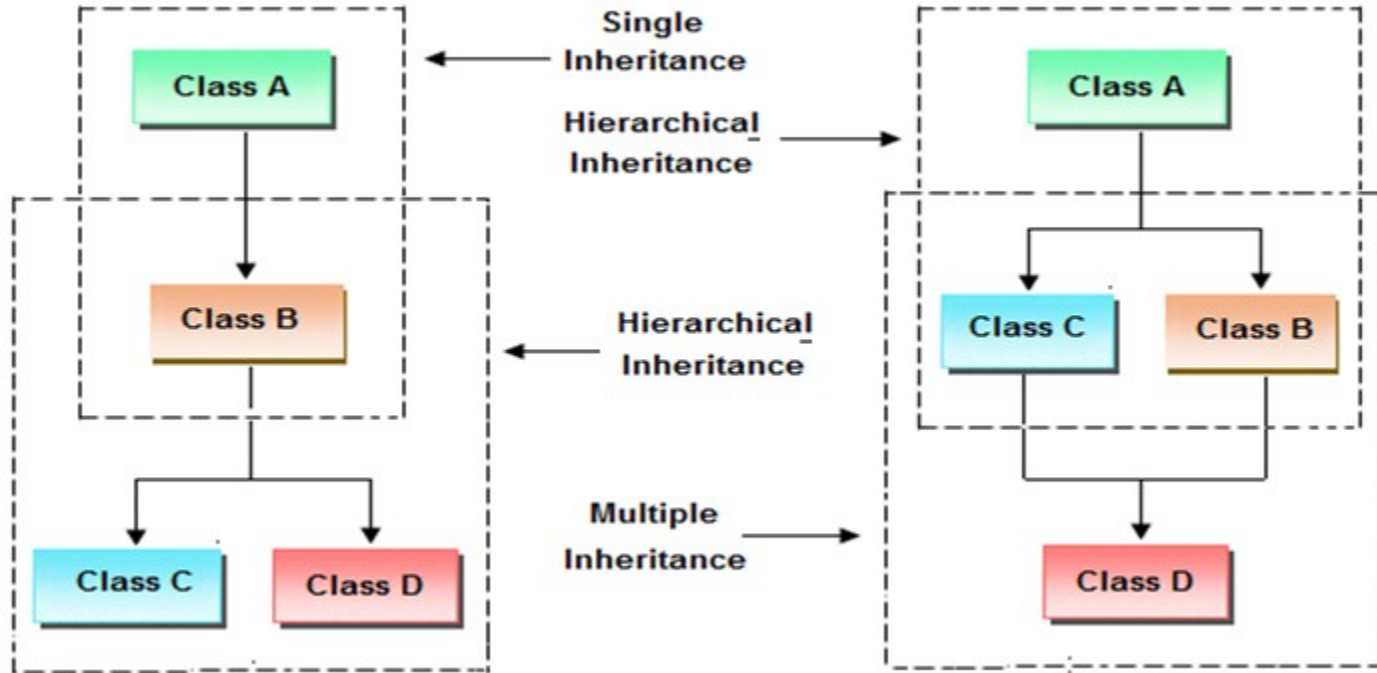 Class A
Class B
Class C
Class D
Single
Inheritance
Hierarchical
Inheritance
Hierarchical
Inheritance
Multiple
Inheritance
Class A
Class C
Class B
Class D